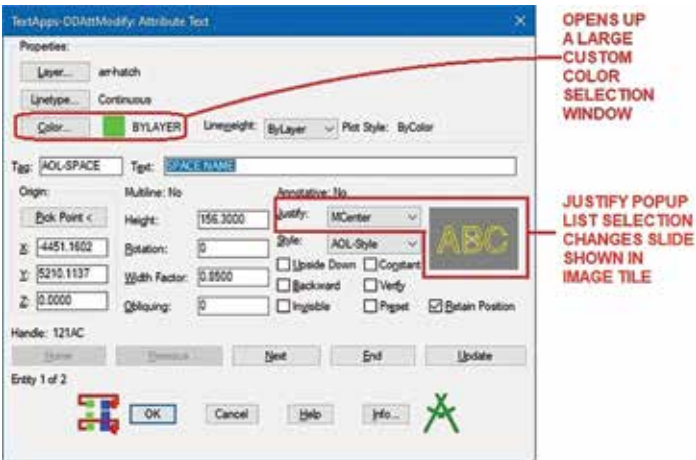 TextApps-DDAttModify: Attribute Text
Properties:
Layer... arr-hatch
Linetype... Continuous
Color... BYLAYER Lineweight: ByLayer Plot Style: ByColor
Tag: AOL-SPACE Text: SPACE NAME
Origin: Multiline: No Annotative: No
Pick Point < Height: 156.3000 Justify: MCenter
X: -4451.1602 Rotation: 0 Style: AOL-Style
Y: 5210.1137 Width Factor: 0.8500 Upside Down Constant
Backward Verify
Z: 0.0000 Obliquing: 0 Invisible Preset Retain Position
ABC
Handle: 121AC
Home Previous Next End Update
Entity 1 of 2
OK Cancel Help Info...
OPENS UP
A LARGE
CUSTOM
COLOR
SELECTION
WINDOW
JUSTIFY POPUP
LIST SELECTION
CHANGES SLIDE
SHOWN IN
IMAGE TILE